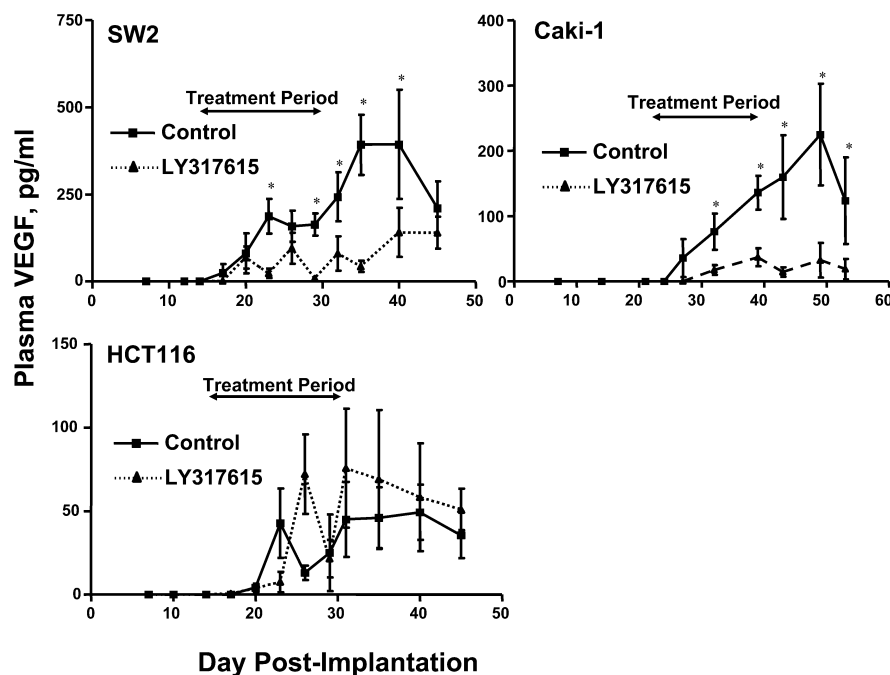 Plasma VEGF, pg/ml
SW2
750
500
250
0
Treatment Period
Control
LY317615
* * * * *
0 10 20 30 40 50
Caki-1
400
300
200
100
0
Treatment Period
Control
LY317615
* * * * *
0 10 20 30 40 50 60
HCT116
150
100
50
0
Treatment Period
Control
LY317615
0 10 20 30 40 50
Day Post-Implantation